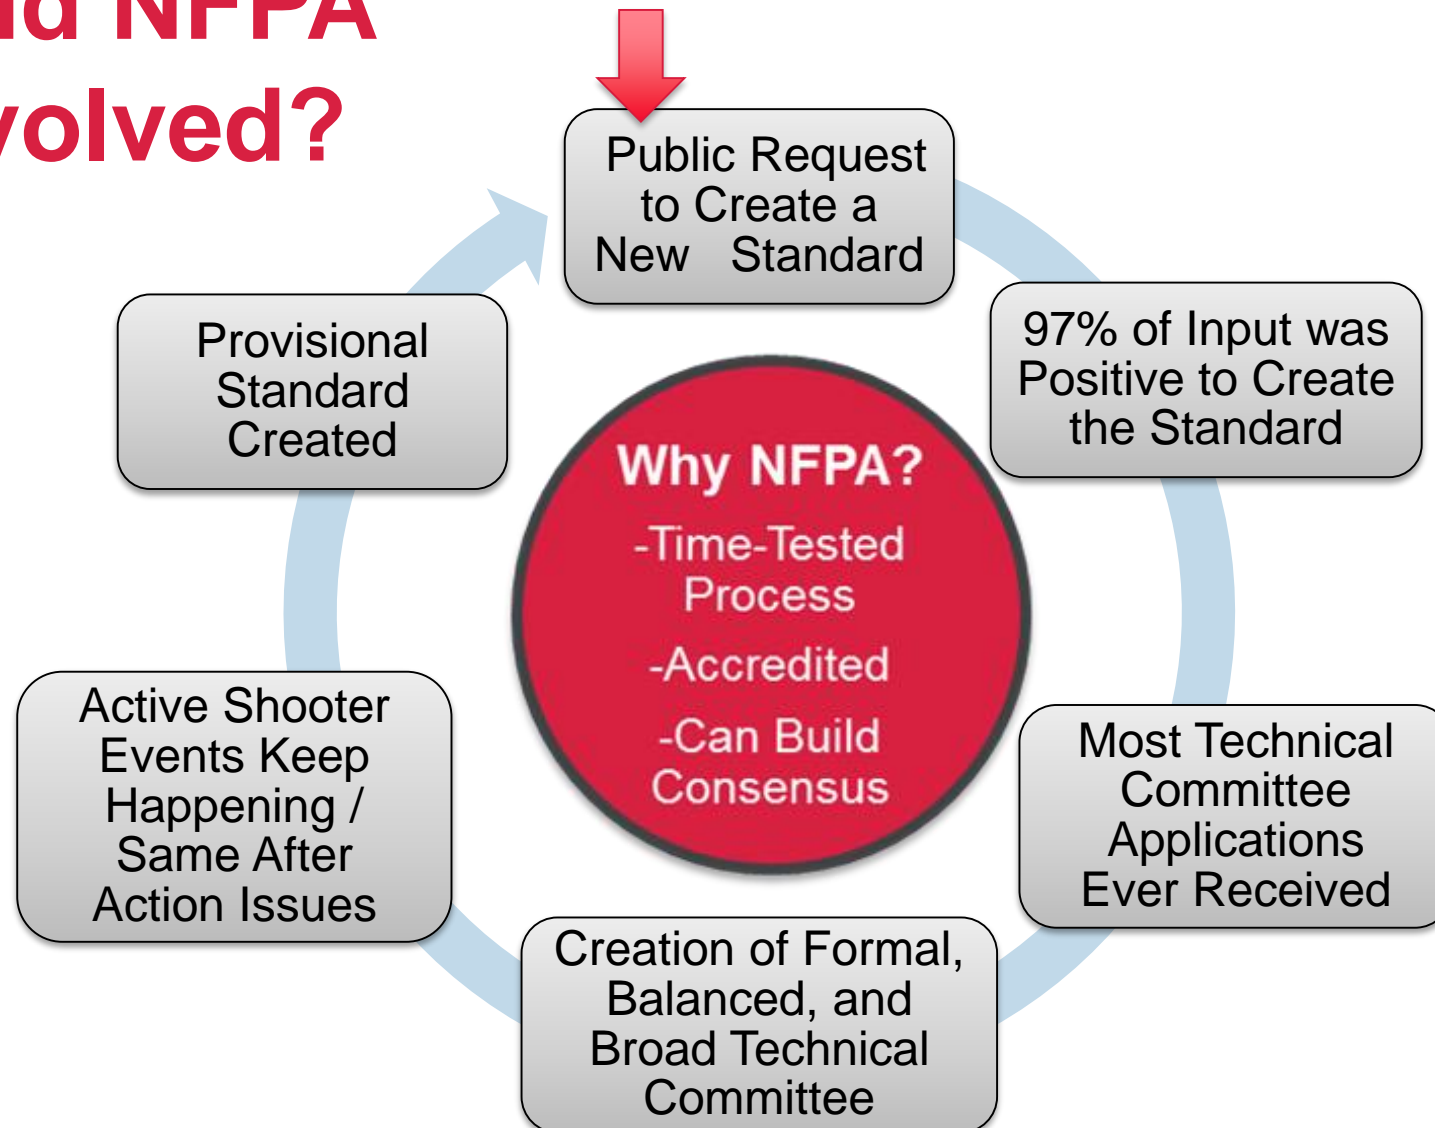 NFPA
volved?
Public Request
to Create a
New Standard
97% of Input was
Positive to Create
the Standard
Most Technical
Committee
Applications
Ever Received
Creation of Formal,
Balanced, and
Broad Technical
Committee
Active Shooter
Events Keep
Happening /
Same After
Action Issues
Provisional
Standard
Created
Why NFPA?
-Time-Tested
Process
-Accredited
-Can Build
Consensus